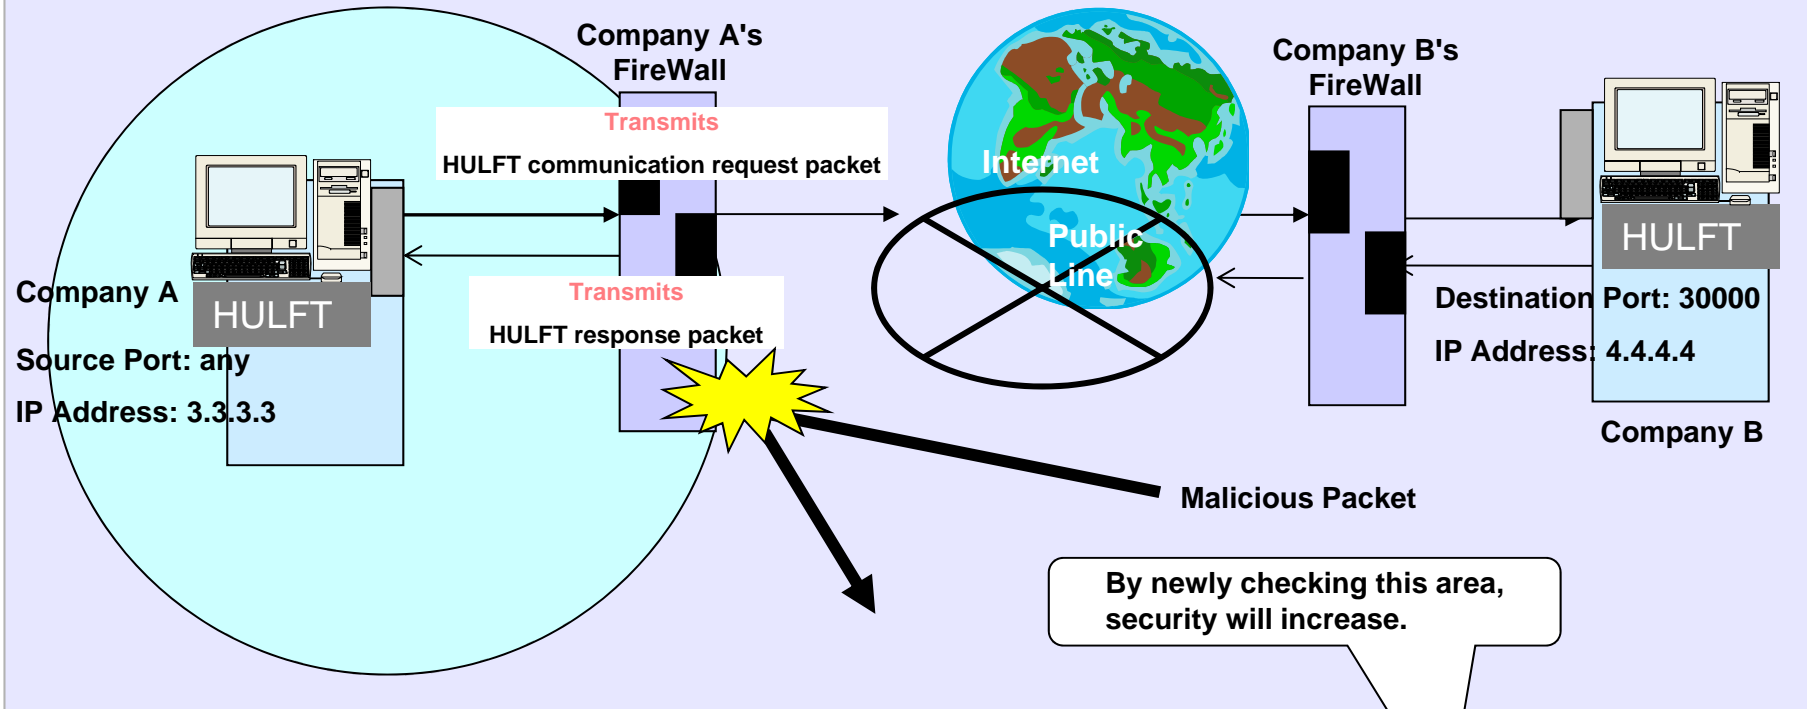 Company A's
FireWall
Company B's
FireWall
Transmits
HULFT communication request packet
Internet
Public
Line
HULFT
Company A
HULFT
Transmits
HULFT response packet
Source Port: any
IP Address: 3.3.3.3
Destination Port: 30000
IP Address: 4.4.4.4
Company B
Malicious Packet
By newly checking this area,
security will increase.